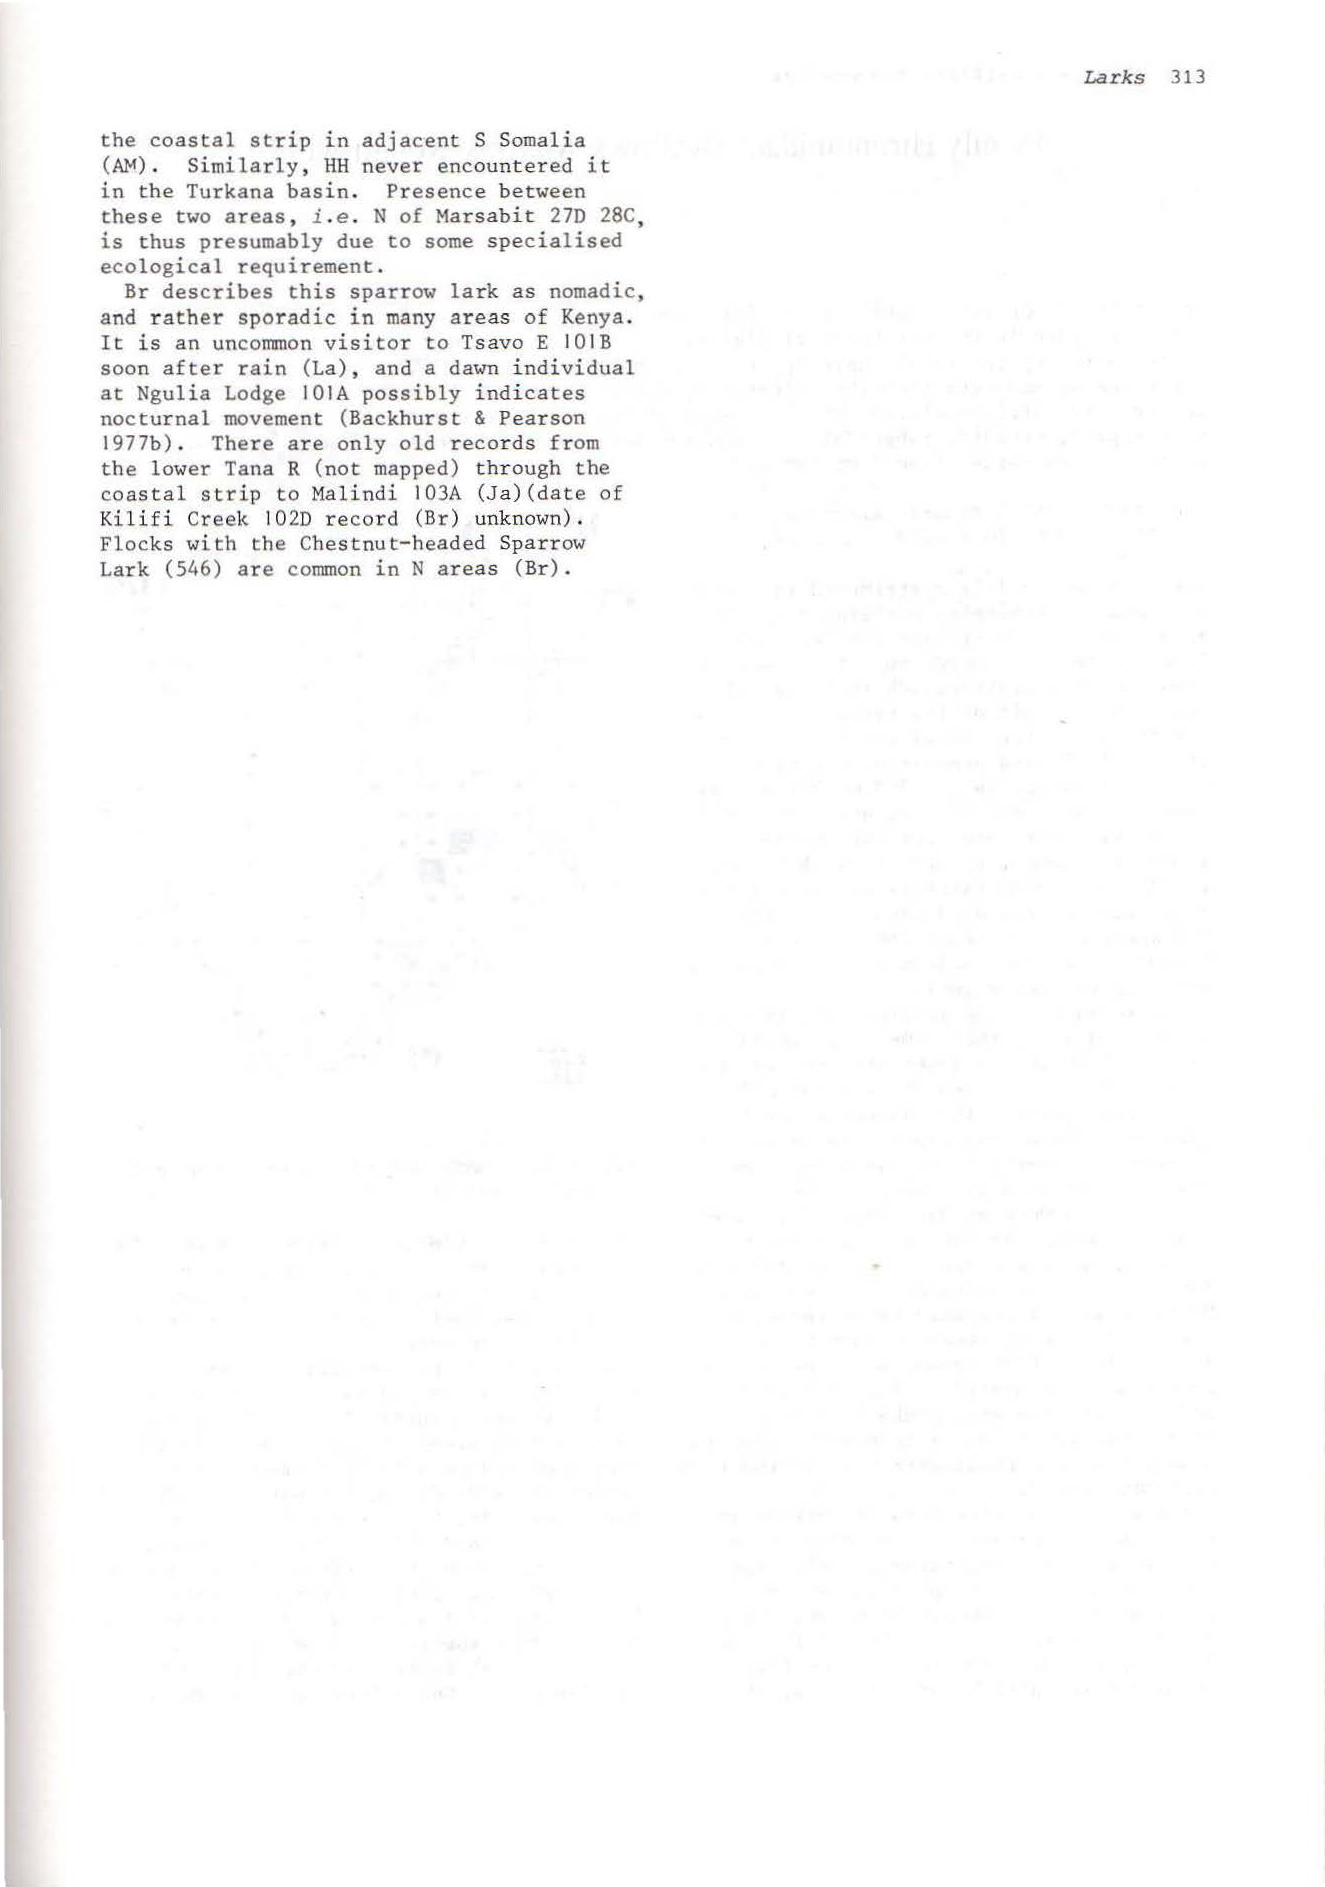 Larks 313
the coastal strip in adjacent S Somalia
(AM). Similarly, HH never encountered it
in the Turkana basin. Presence between
these two areas, i.e. N of Marsabit 27D 28C,
is thus presumably due to some specialised
ecological requirement.
Br describes this sparrow lark as nomadic,
and rather sporadic in many areas of Kenya.
It is an uncommon visitor to Tsavo E 101B
soon after rain (La), and a dawn individual
at Ngulia Lodge 101A possibly indicates
nocturnal movement (Backhurst & Pearson
1977b). There are only old records from
the lower Tana R (not mapped) through the
coastal strip to Malindi 103A (Ja)(date of
Kilifi Creek 102D record (Br) unknown).
Flocks with the Chestnut-headed Sparrow
Lark (546) are common in N areas (Br).